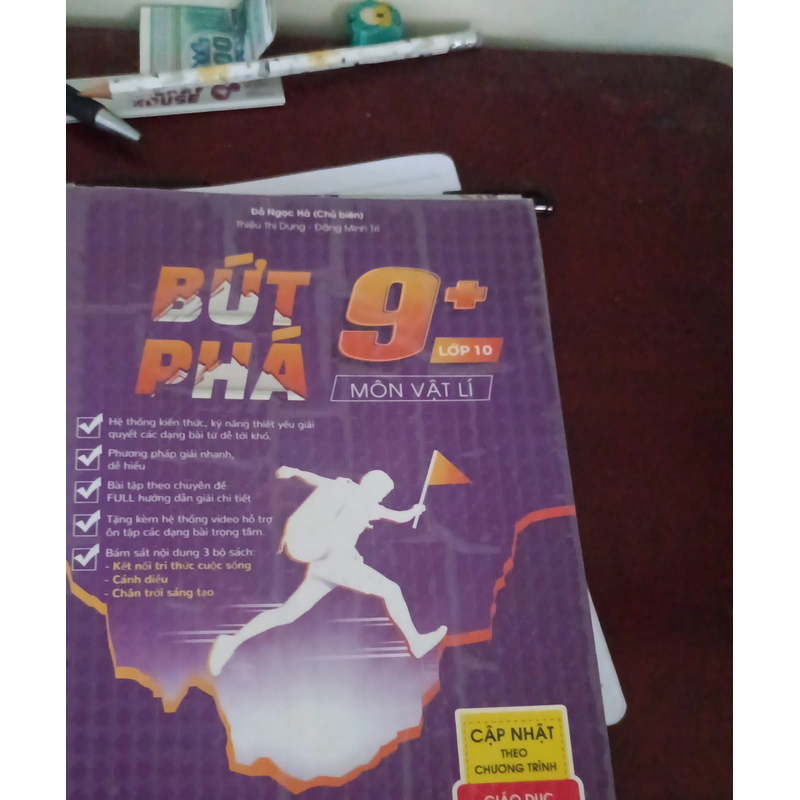 HOUSE
Đỗ Ngọc Hà (Chủ biên)
Thiều Thị Dung - Đặng Minh Trí
BỨT
PHÁ
9+
LỚP 10
MÔN VẬT LÍ
Hệ thống kiến thức, kỹ năng thiết yếu giải
quyết các dạng bài từ dễ tới khó.
Phương pháp giải nhanh,
dễ hiểu
Bài tập theo chuyên đề
FULL hướng dẫn giải chi tiết
Tặng kèm hệ thống video hỗ trợ
ôn tập các dạng bài trọng tâm.
Bám sát nội dung 3 bộ sách:
- Kết nối tri thức cuộc sống
- Cánh diều
- Chân trời sáng tạo
CẬP NHẬT
THEO
CHƯƠNG TRÌNH
GIÁO DỤC